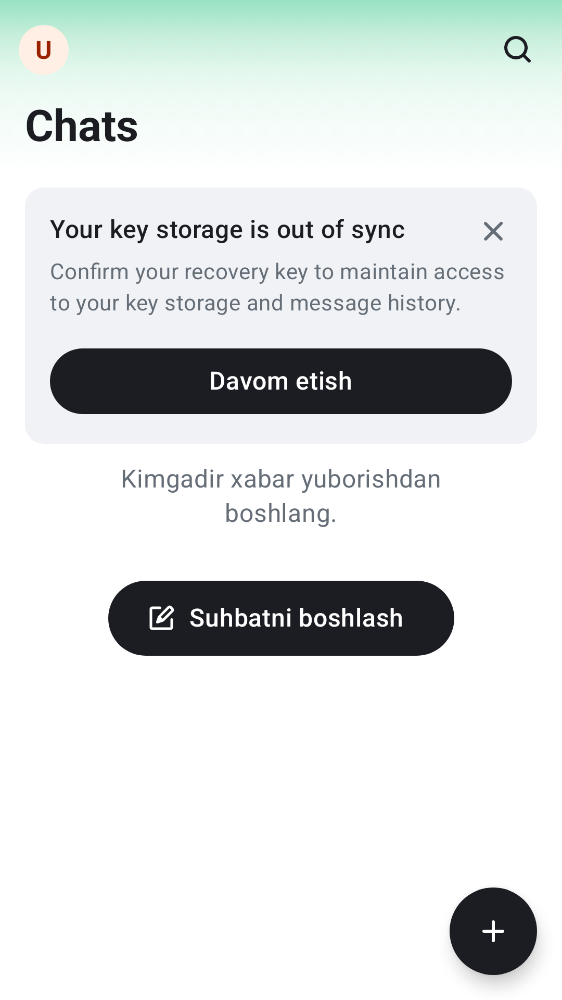 U
Chats
Your key storage is out of sync
Confirm your recovery key to maintain access
to your key storage and message history.
Davom etish
Kimgadir xabar yuborishdan
boshlang.
Suhbatni boshlash